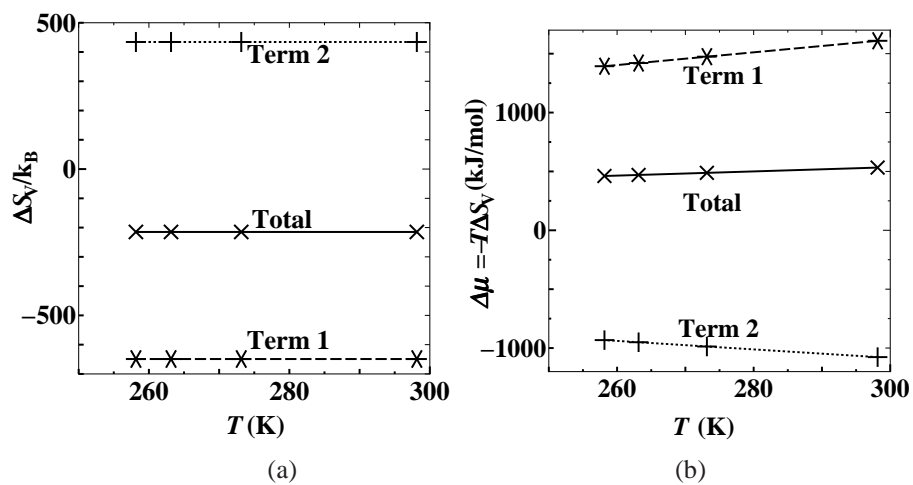 500
Term 2
0
Total
−500
Term 1
260 280 300
T (K)
ΔS_V/k_B
(a)
Term 1
1000
Total
0
Term 2
−1000
260 280 300
T (K)
Δμ =−TΔS_V (kJ/mol)
(b)